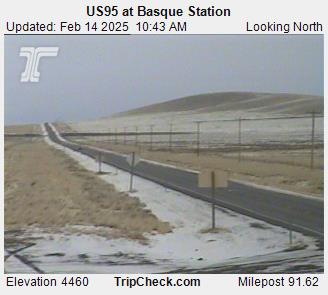 US95 at Basque Station
Updated: Feb 14 2025 10:43 AM Looking North
Elevation 4460 TripCheck.com Milepost 91.62